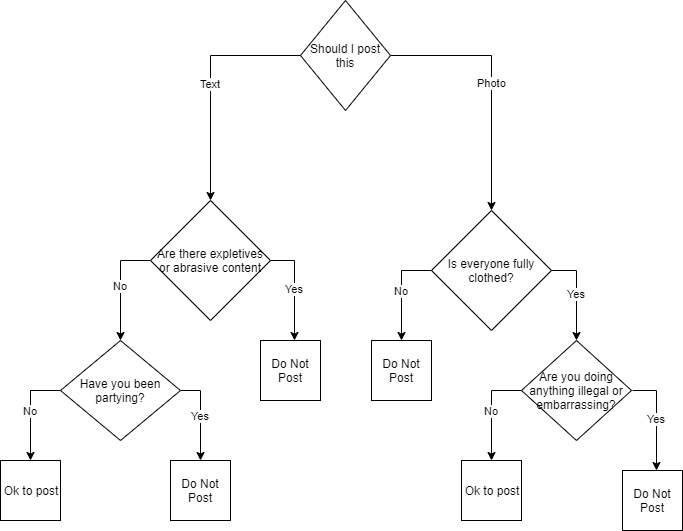 Should I post
this
Text
Photo
Are there expletives
or abrasive content
Is everyone fully
clothed?
No
Yes
No
Yes
Do Not
Post
Do Not
Post
Have you been
partying?
Are you doing
anything illegal or
embarrassing?
No
Yes
No
Yes
Ok to post
Do Not
Post
Ok to post
Do Not
Post